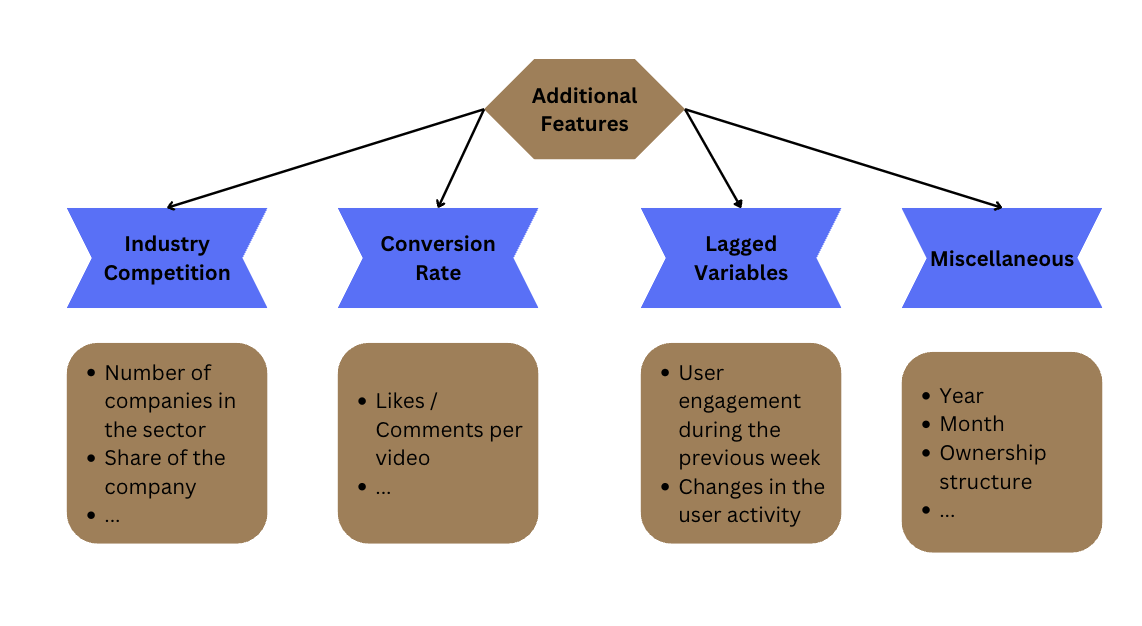 Additional
Features
Industry
Competition
Conversion
Rate
Lagged
Variables
Miscellaneous
• Number of
companies in
the sector
• Share of the
company
• ...
• Likes /
Comments per
video
• ...
• User
engagement
during the
previous week
• Changes in the
user activity
• Year
• Month
• Ownership
structure
• ...